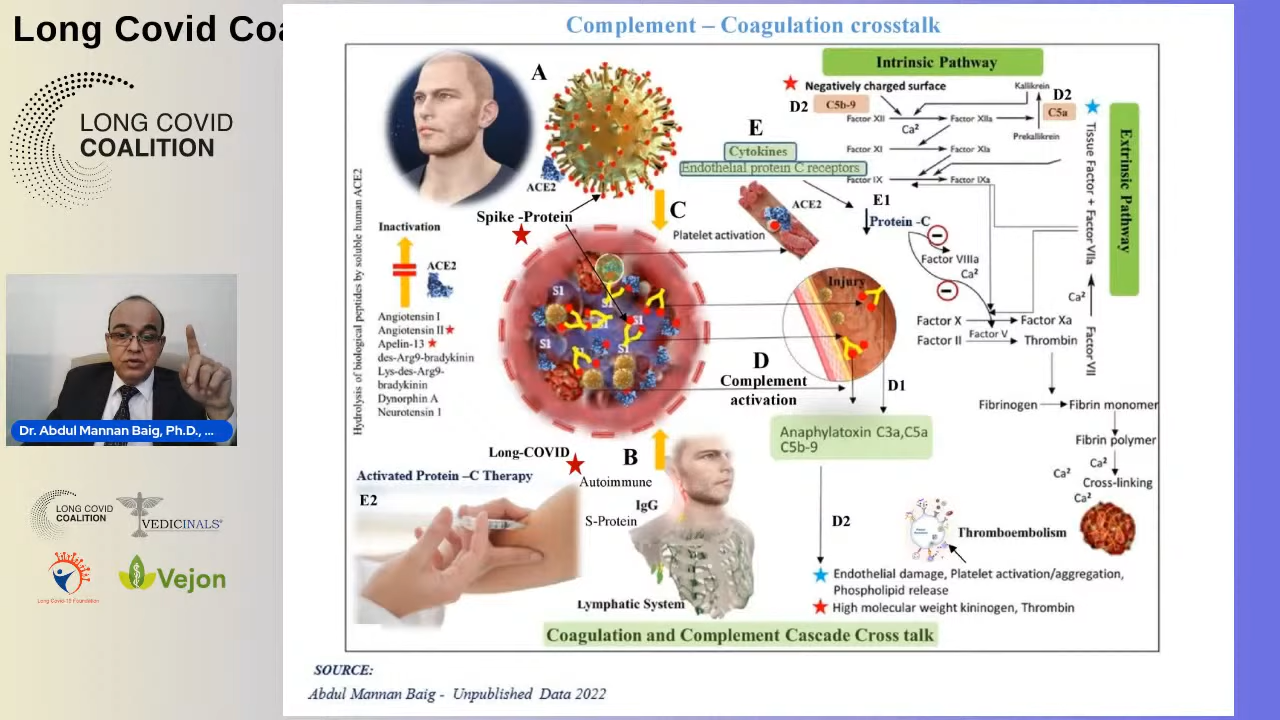 Long Covid Coa
LONG COVID
COALITION
Dr. Abdul Mannan Baig, Ph.D., ...
LONG COVID
COALITION
VEDICINALS®
Long Covid-19 Foundation
Vejon
Complement – Coagulation crosstalk
A
ACE2
Spike -Protein
Hydrolysis of biological peptides by soluble human ACE2
Inactivation
ACE2
Angiotensin I
Angiotensin II
Apelin-13
des-Arg9-bradykinin
Lys-des-Arg9-
bradykinin
Dynorphin A
Neurotensin 1
C
Platelet activation
ACE2
S1
S1
S1
S1
Injury
D
Complement
activation
D1
Anaphylatoxin C3a,C5a
C5b-9
D2
Endothelial damage, Platelet activation/aggregation,
Phospholipid release
High molecular weight kininogen, Thrombin
Intrinsic Pathway
Negatively charged surface
D2 C5b-9
Factor XII
Ca²
Factor XIIa
Kallikrein
D2
C5a
Prekallikrein
E
Cytokines
Endothelial protein C receptors
Factor XI
Factor XIa
Factor IX
Factor IXa
E1
Protein -C
Factor VIIIa
Ca²
Factor X
Factor Xa
Factor V
Factor II
Thrombin
Extrinsic Pathway
Tissue Factor + Factor VIIa
Ca²
Factor VII
Fibrinogen
Fibrin monomer
Fibrin polymer
Ca²
Ca²
Cross-linking
Ca²
Thromboembolism
Long-COVID
B
Autoimmune
IgG
S-Protein
Lymphatic System
Activated Protein –C Therapy
E2
Coagulation and Complement Cascade Cross talk
SOURCE:
Abdul Mannan Baig - Unpublished Data 2022